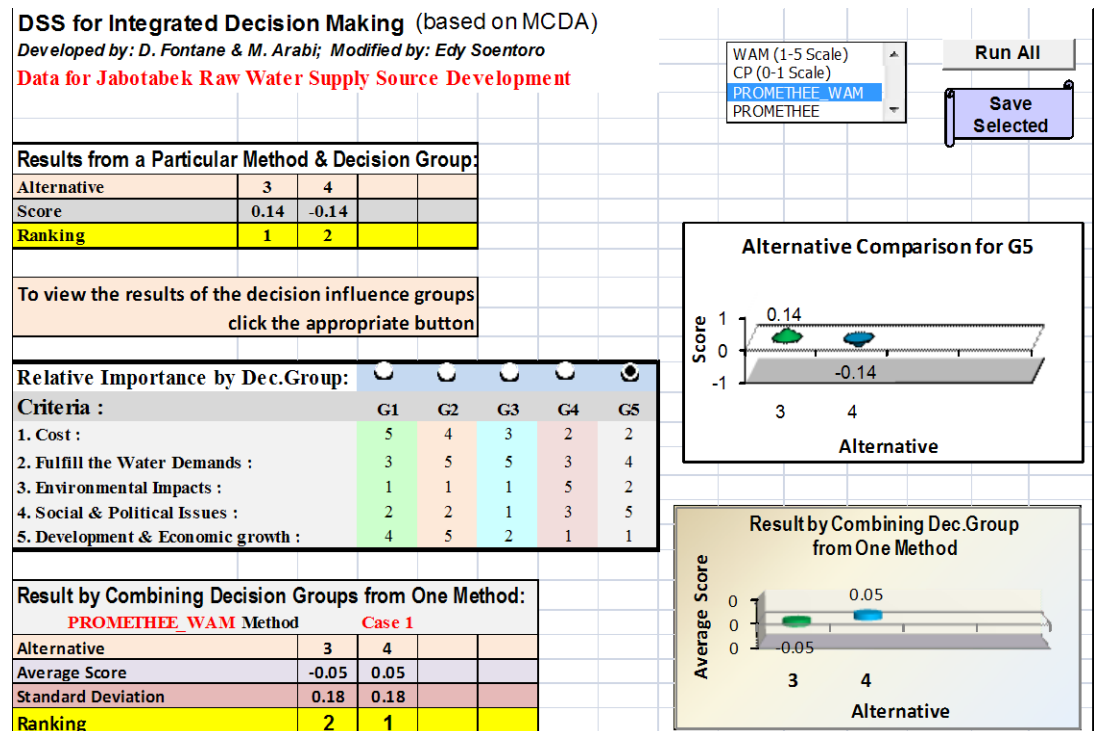 DSS for Integrated Decision Making (based on MCDA)
Developed by: D. Fontane & M. Arabi; Modified by: Edy Soentoro
Data for Jabotabek Raw Water Supply Source Development
WAM (1-5 Scale)
CP (0-1 Scale)
PROMETHEE_WAM
PROMETHEE
Run All
Save
Selected
Results from a Particular Method & Decision Group:
Alternative 3 4
Score 0.14 -0.14
Ranking 1 2
To view the results of the decision influence groups
click the appropriate button
Relative Importance by Dec.Group:
Criteria : G1 G2 G3 G4 G5
1. Cost : 5 4 3 2 2
2. Fulfill the Water Demands : 3 5 5 3 4
3. Environmental Impacts : 1 1 1 5 2
4. Social & Political Issues : 2 2 1 3 5
5. Development & Economic growth : 4 5 2 1 1
Alternative Comparison for G5
Score
1
0
-1
0.14
-0.14
3 4
Alternative
Result by Combining Decision Groups from One Method:
PROMETHEE_WAM Method Case 1
Alternative 3 4
Average Score -0.05 0.05
Standard Deviation 0.18 0.18
Ranking 2 1
Result by Combining Dec.Group
from One Method
Average Score
0
0
0
0.05
-0.05
3 4
Alternative